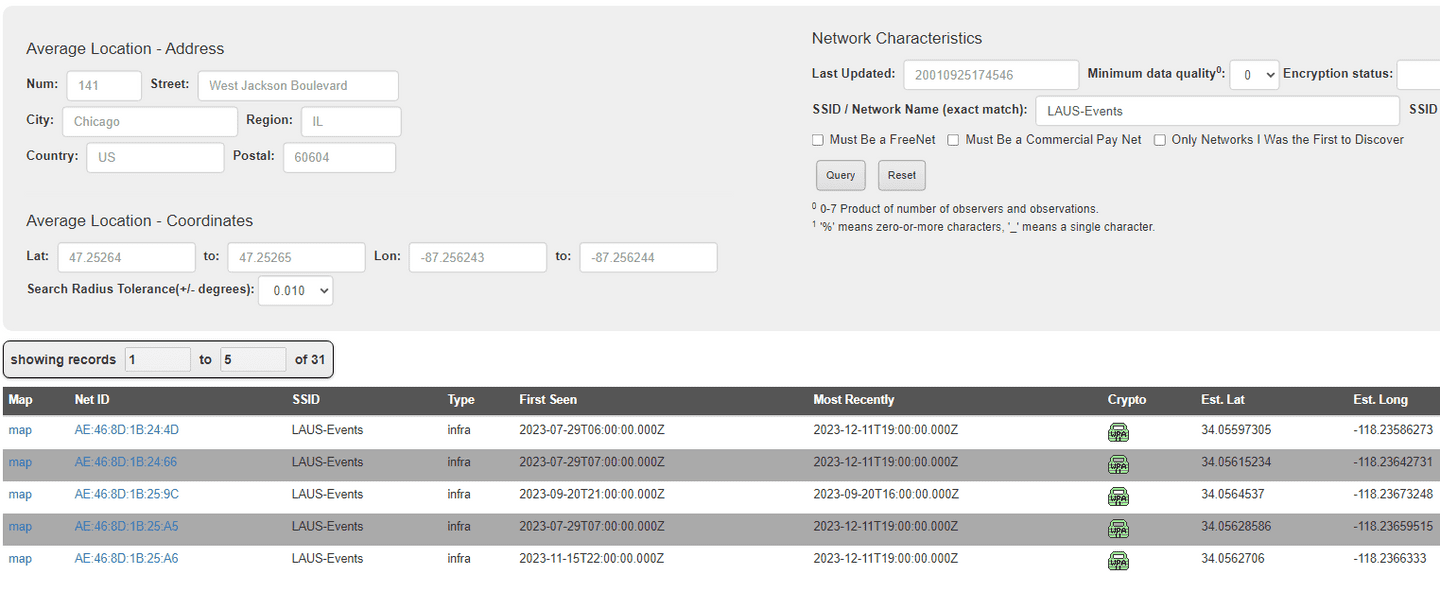 Average Location - Address
Num: 141 Street: West Jackson Boulevard
City: Chicago Region: IL
Country: US Postal: 60604
Average Location - Coordinates
Lat: 47.25264 to: 47.25265 Lon: -87.256243 to: -87.256244
Search Radius Tolerance(+/- degrees): 0.010
Network Characteristics
Last Updated: 20010925174546 Minimum data quality0: 0 Encryption status:
SSID / Network Name (exact match): LAUS-Events SSID
Must Be a FreeNet Must Be a Commercial Pay Net Only Networks I Was the First to Discover
Query Reset
0 0-7 Product of number of observers and observations.
1 '%' means zero-or-more characters, '_' means a single character.
showing records 1 to 5 of 31
Map Net ID SSID Type First Seen Most Recently Crypto Est. Lat Est. Long
map AE:46:8D:1B:24:4D LAUS-Events infra 2023-07-29T06:00:00.000Z 2023-12-11T19:00:00.000Z WPA 34.05597305 -118.23586273
map AE:46:8D:1B:24:66 LAUS-Events infra 2023-07-29T07:00:00.000Z 2023-12-11T19:00:00.000Z WPA 34.05615234 -118.23642731
map AE:46:8D:1B:25:9C LAUS-Events infra 2023-09-20T21:00:00.000Z 2023-09-20T16:00:00.000Z WPA 34.0564537 -118.23673248
map AE:46:8D:1B:25:A5 LAUS-Events infra 2023-07-29T07:00:00.000Z 2023-12-11T19:00:00.000Z WPA 34.05628586 -118.23659515
map AE:46:8D:1B:25:A6 LAUS-Events infra 2023-11-15T22:00:00.000Z 2023-12-11T19:00:00.000Z WPA 34.0562706 -118.2366333